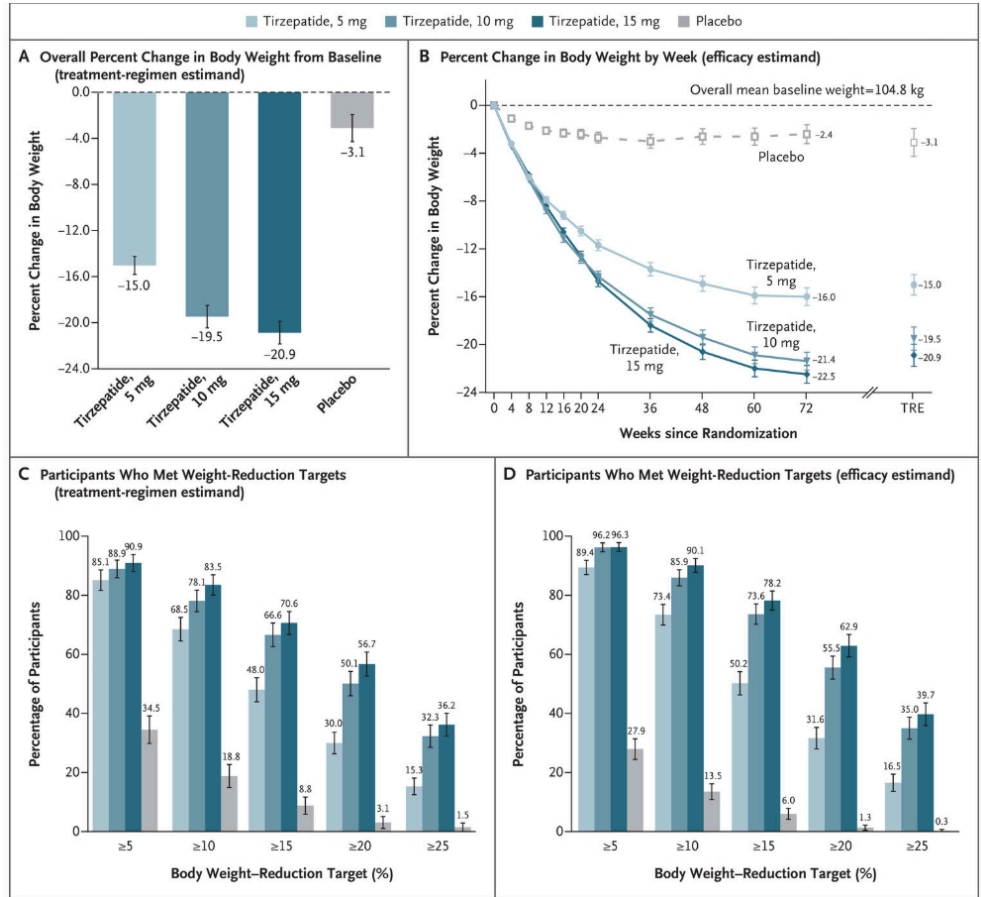 Tirzepatide, 5 mg Tirzepatide, 10 mg Tirzepatide, 15 mg Placebo
A Overall Percent Change in Body Weight from Baseline
(treatment-regimen estimand)
Percent Change in Body Weight
0.0
−4.0
−8.0
−12.0
−16.0
−20.0
−24.0
−15.0
−19.5
−20.9
−3.1
Tirzepatide,
5 mg
Tirzepatide,
10 mg
Tirzepatide,
15 mg
Placebo
B Percent Change in Body Weight by Week (efficacy estimand)
Overall mean baseline weight=104.8 kg
Percent Change in Body Weight
0
−4
−8
−12
−16
−20
−24
−2.4
−3.1
Placebo
Tirzepatide,
5 mg
−16.0
−15.0
Tirzepatide,
10 mg
−21.4
−19.5
Tirzepatide,
15 mg
−22.5
−20.9
0 4 8 12 16 20 24 36 48 60 72 TRE
Weeks since Randomization
C Participants Who Met Weight-Reduction Targets
(treatment-regimen estimand)
Percentage of Participants
100
80
60
40
20
0
85.1 88.9 90.9 34.5
68.5 78.1 83.5 18.8
48.0 66.6 70.6 8.8
30.0 50.1 56.7 3.1
15.3 32.3 36.2 1.5
≥5 ≥10 ≥15 ≥20 ≥25
Body Weight–Reduction Target (%)
D Participants Who Met Weight-Reduction Targets (efficacy estimand)
Percentage of Participants
100
80
60
40
20
0
89.4 96.2 96.3 27.9
73.4 85.9 90.1 13.5
50.2 73.6 78.2 6.0
31.6 55.5 62.9 1.3
16.5 35.0 39.7 0.3
≥5 ≥10 ≥15 ≥20 ≥25
Body Weight–Reduction Target (%)